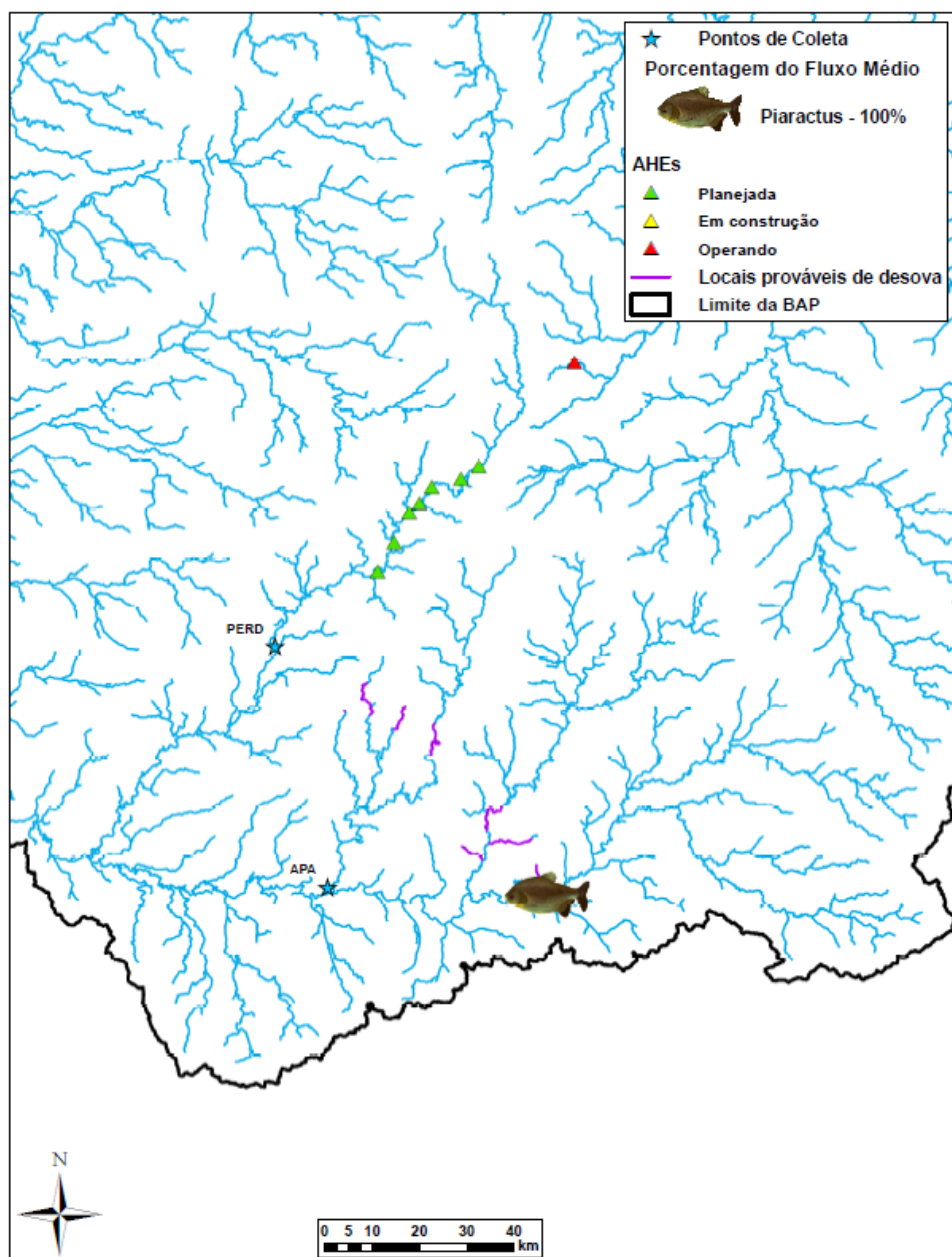 Pontos de Coleta
Porcentagem do Fluxo Médio
Piaractus - 100%
AHEs
Planejada
Em construção
Operando
Locais prováveis de desova
Limite da BAP
PERD
APA
N
0 5 10 20 30 40
km